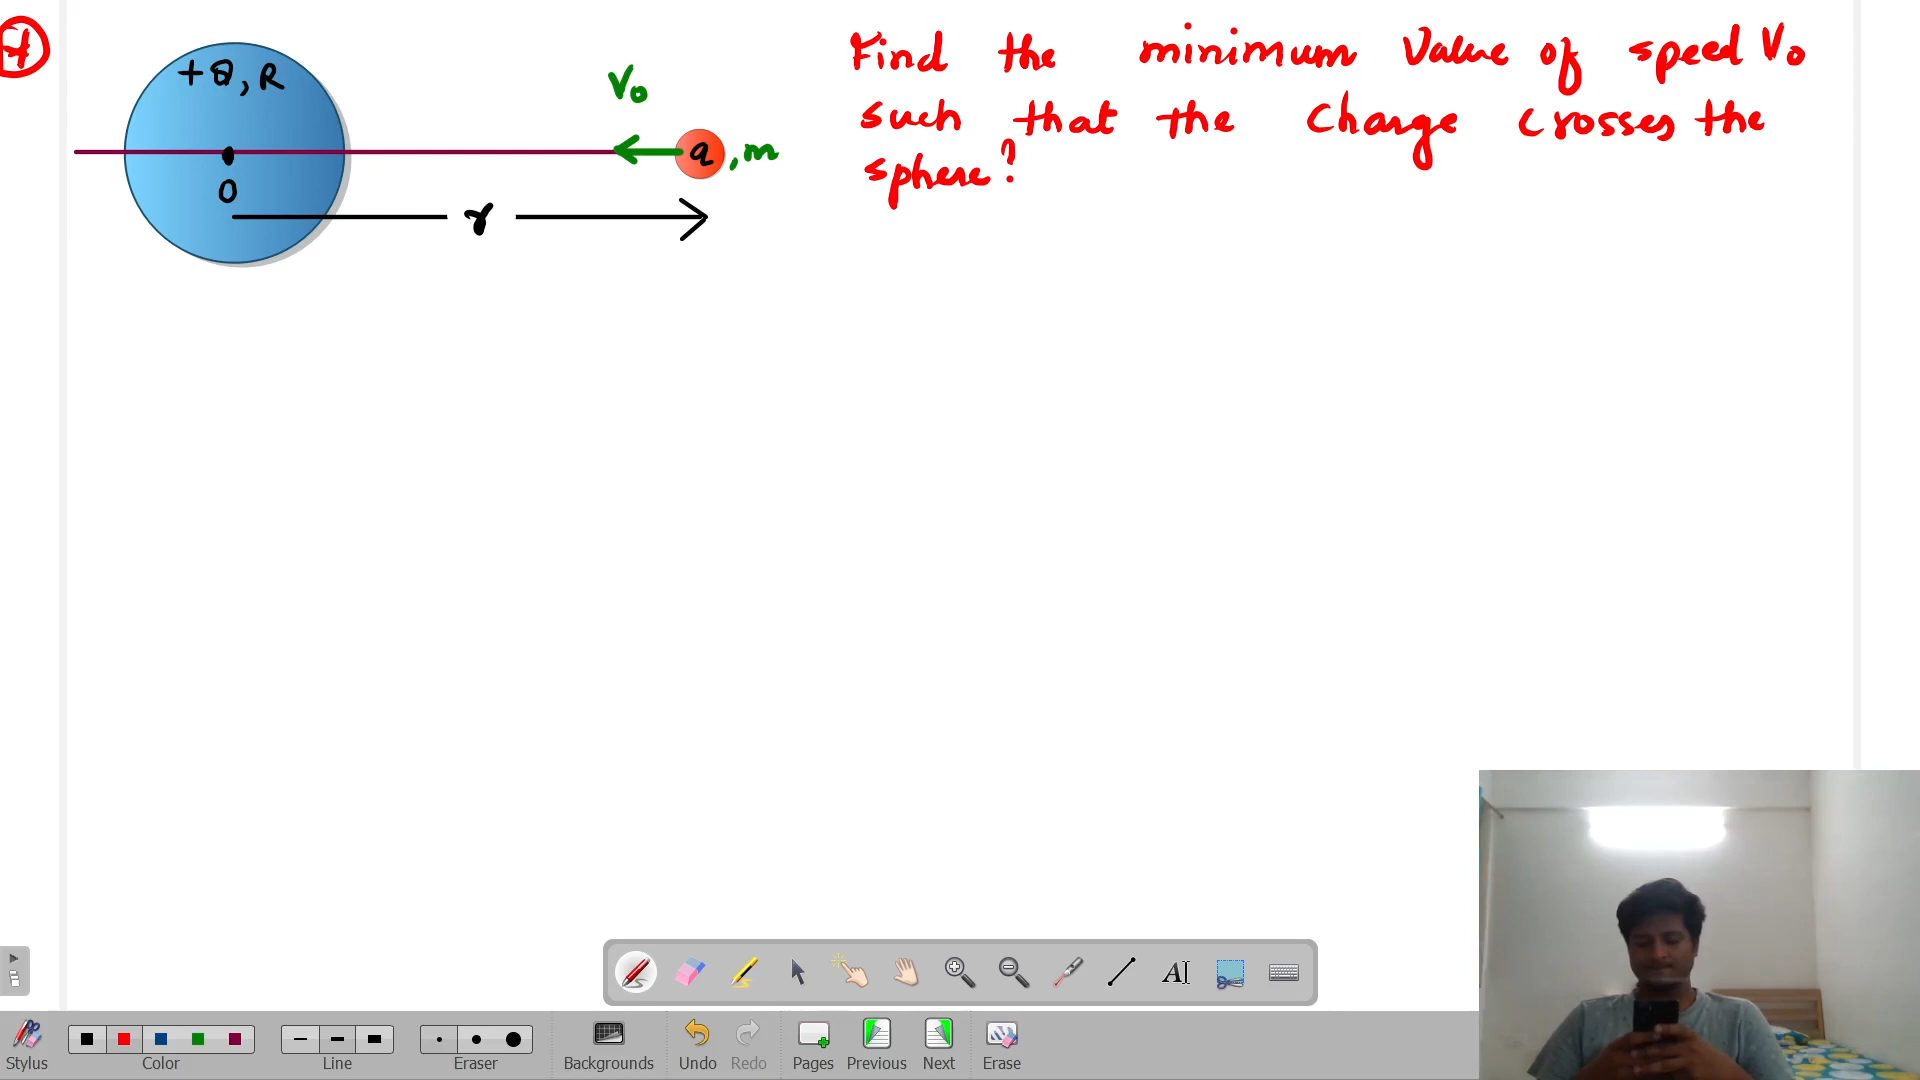 +Q, R
V₀
q, m
O
r
Find the minimum value of speed V₀
such that the charge crosses the
sphere?
AI
Stylus
Color
Line
Eraser
Backgrounds
Undo
Redo
Pages
Previous
Next
Erase